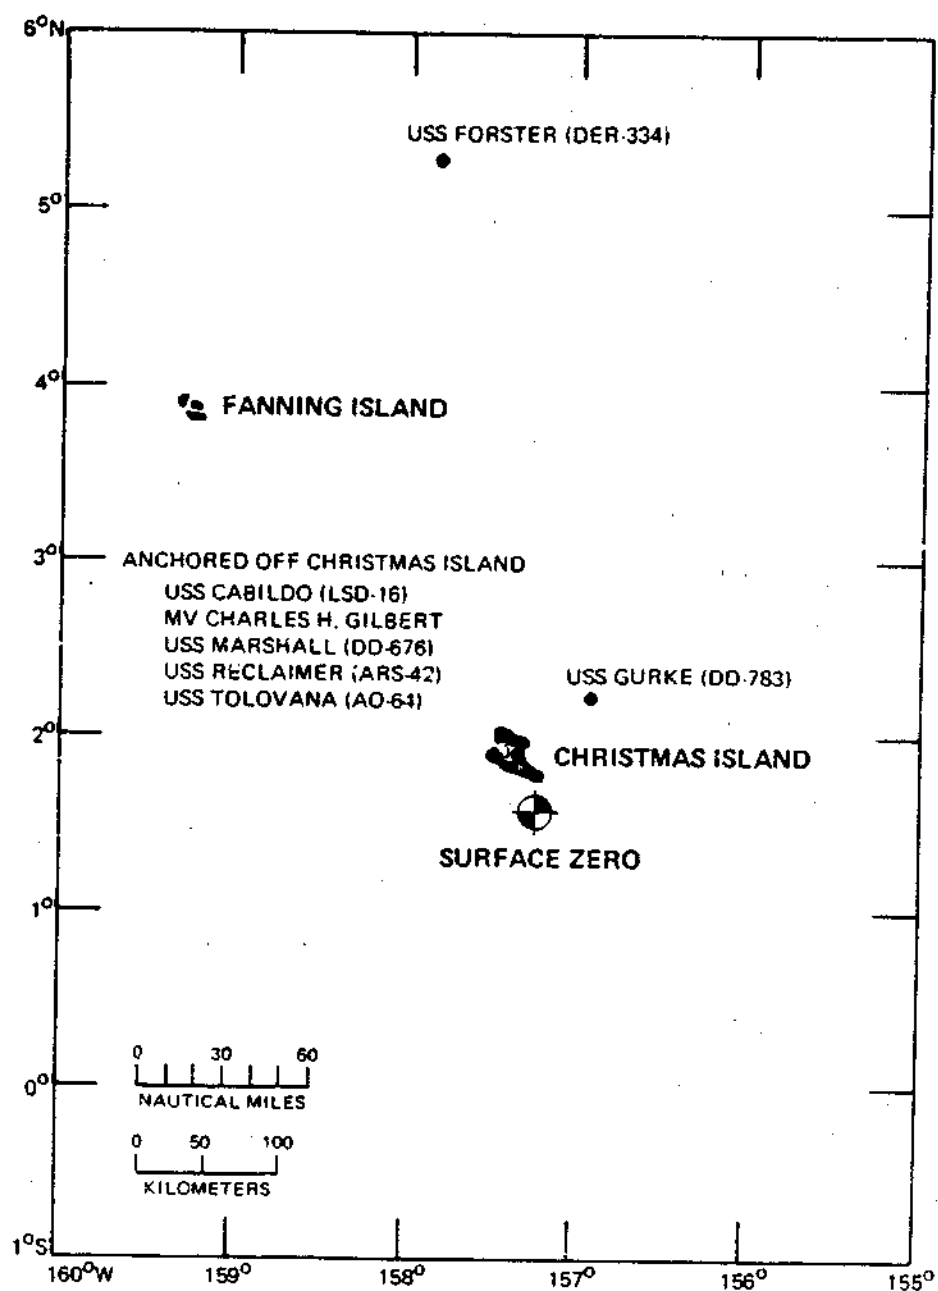 6°N
USS FORSTER (DER-334)
5°
4°
FANNING ISLAND
3°
ANCHORED OFF CHRISTMAS ISLAND
USS CABILDO (LSD-16)
MV CHARLES H. GILBERT
USS MARSHALL (DD-676)
USS RECLAIMER (ARS-42)
USS TOLOVANA (AO-64)
USS GURKE (DD-783)
2°
CHRISTMAS ISLAND
SURFACE ZERO
1°
0 30 60
NAUTICAL MILES
0°
0 50 100
KILOMETERS
1°S
160°W 159° 158° 157° 156° 155°